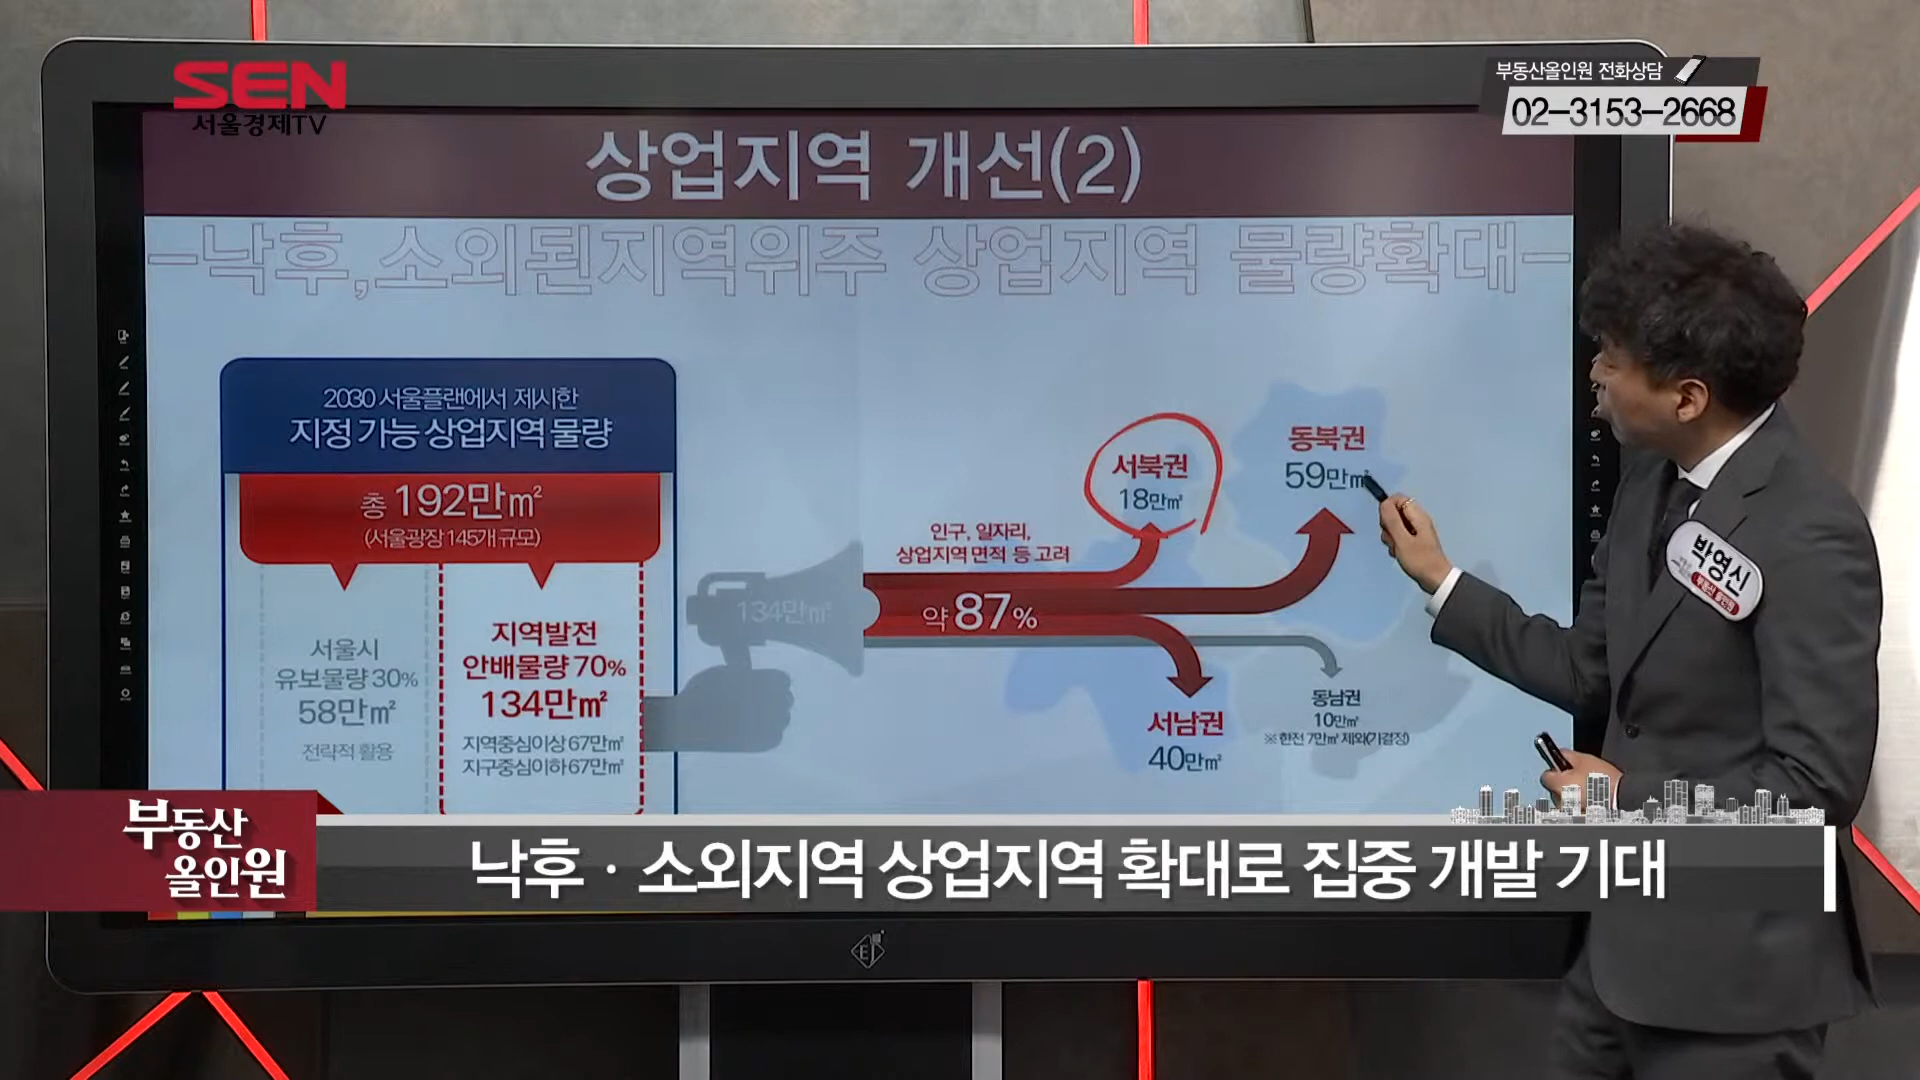 SEN
서울경제TV
부동산올인원 전화상담
02-3153-2668
상업지역 개선(2)
-낙후,소외된지역위주 상업지역 물량확대-
2030 서울플랜에서 제시한
지정 가능 상업지역 물량
총 192만㎡
(서울광장 145개 규모)
서울시
유보물량 30%
58만㎡
전략적 활용
지역발전
안배물량 70%
134만㎡
지역중심이상 67만㎡
지구중심이하 67만㎡
134만㎡
인구, 일자리,
상업지역 면적 등 고려
약 87%
서북권
18만㎡
동북권
59만㎡
서남권
40만㎡
동남권
10만㎡
※ 한전 7만㎡ 제외(기결정)
박영신
부동산 올인원
부동산
올인원
낙후·소외지역 상업지역 확대로 집중 개발 기대